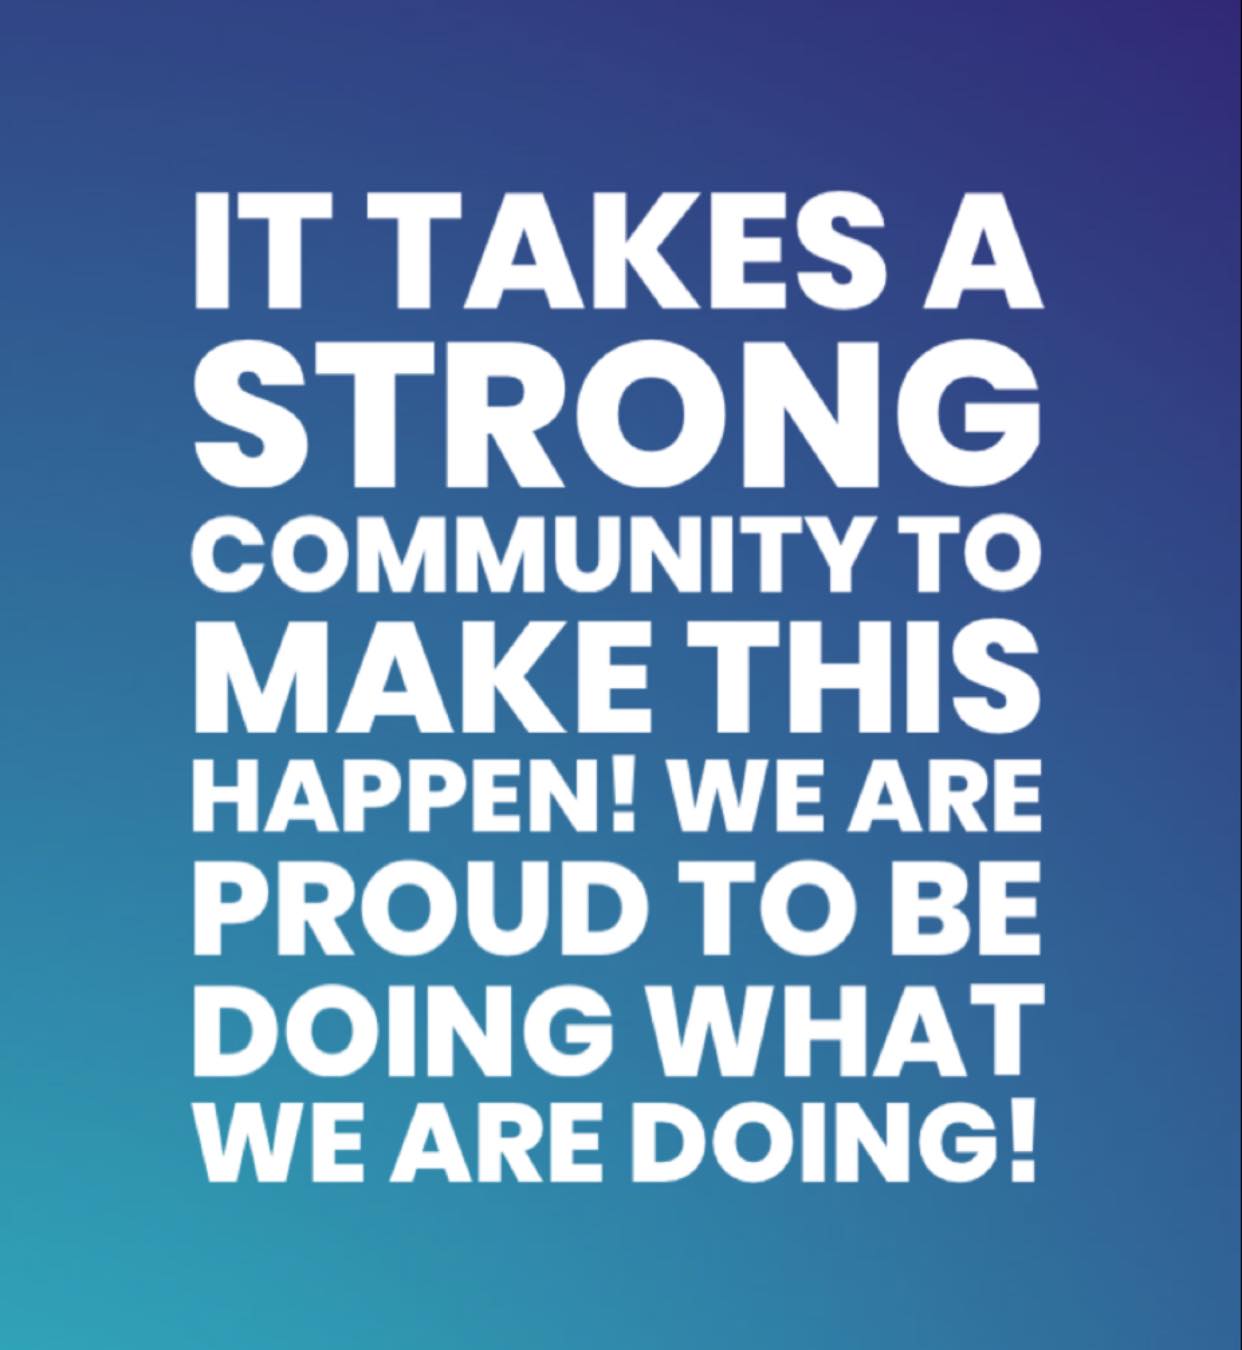 IT TAKES A
STRONG
COMMUNITY TO
MAKE THIS
HAPPEN! WE ARE
PROUD TO BE
DOING WHAT
WE ARE DOING!